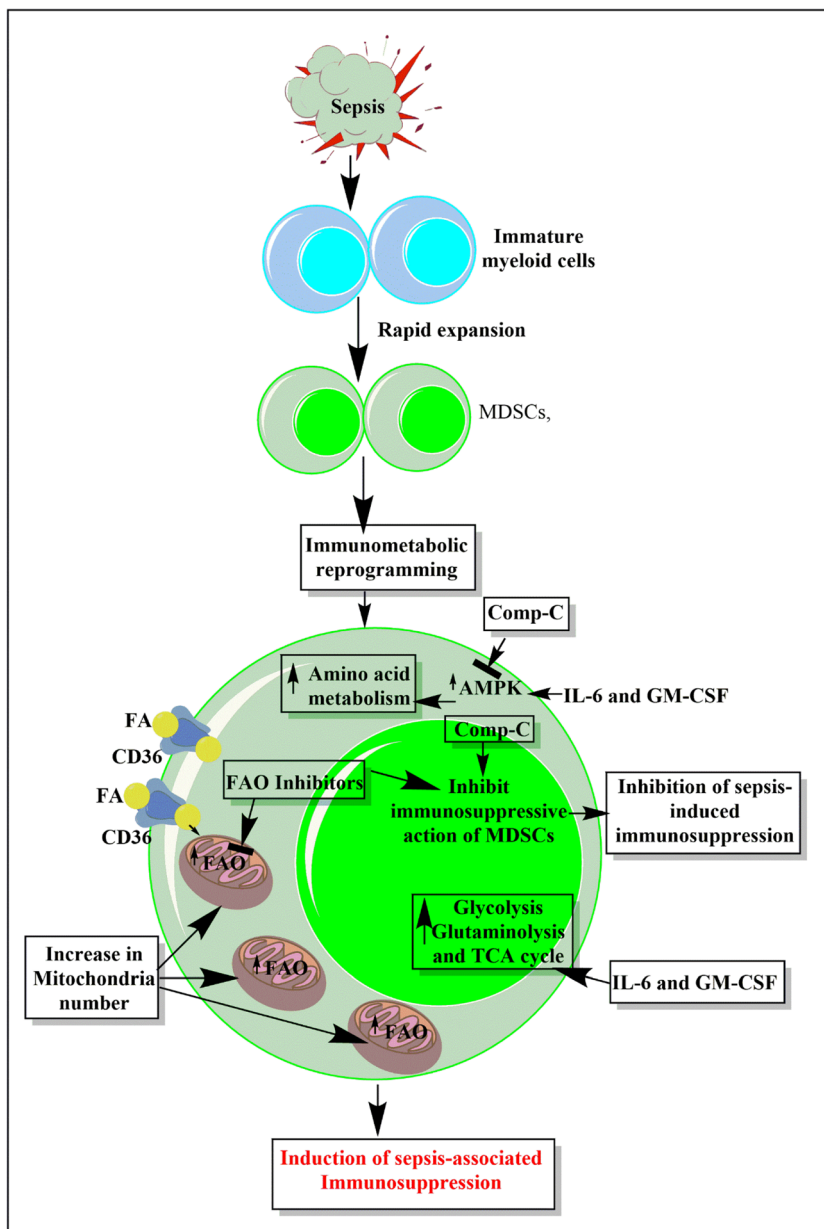 Sepsis
Immature
myeloid cells
Rapid expansion
MDSCs,
Immunometabolic
reprogramming
Comp-C
Amino acid
metabolism
AMPK
IL-6 and GM-CSF
FA
CD36
Comp-C
FAO Inhibitors
Inhibit
immunosuppressive
action of MDSCs
Inhibition of sepsis-
induced
immunosuppression
FA
CD36
FAO
Glycolysis
Glutaminolysis
and TCA cycle
Increase in
Mitochondria
number
FAO
IL-6 and GM-CSF
FAO
Induction of sepsis-associated
Immunosuppression